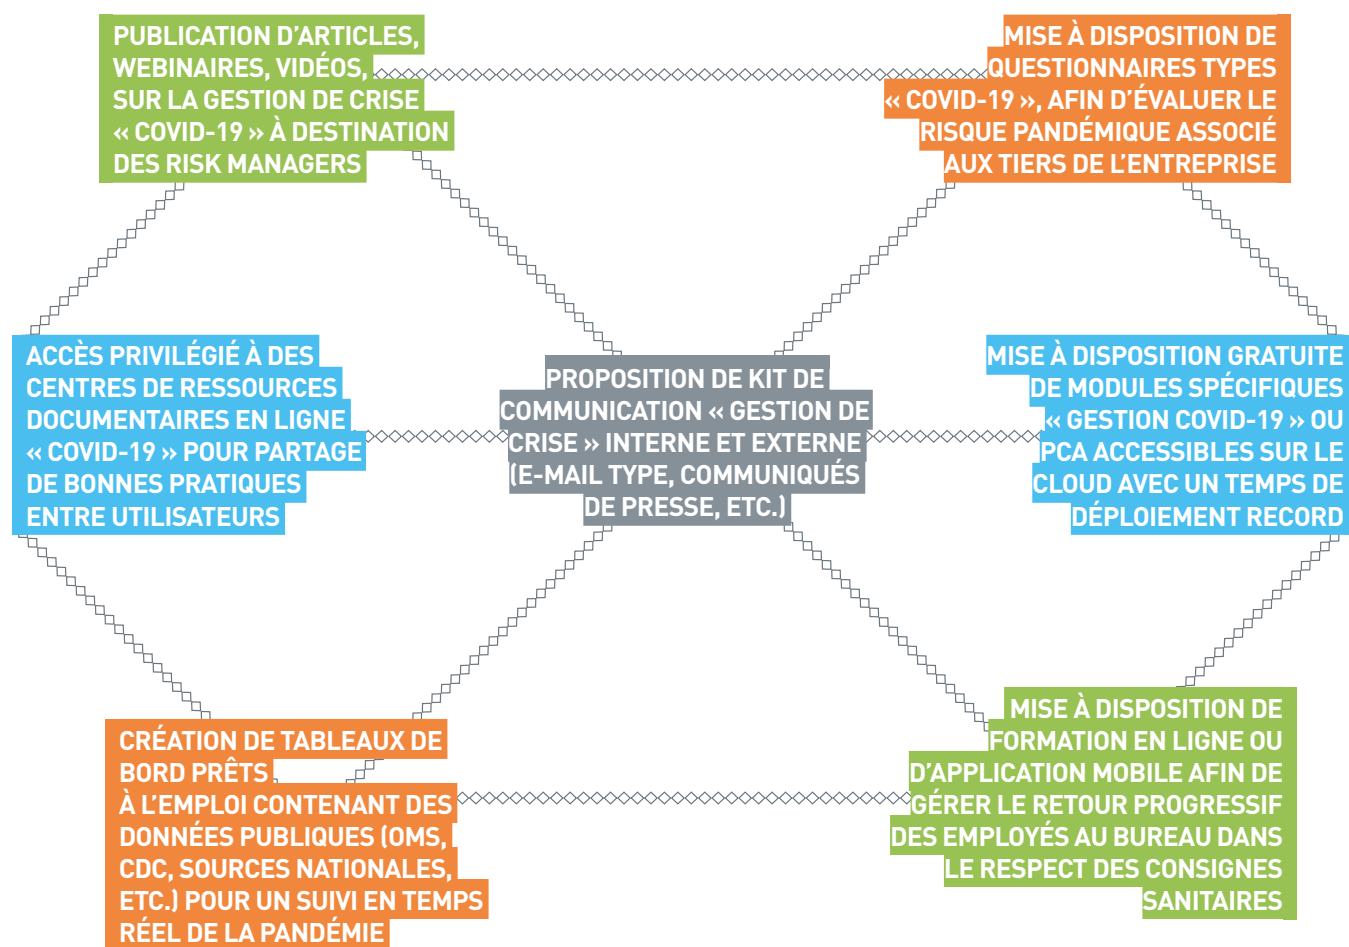 PUBLICATION D'ARTICLES,
WEBINAIRES, VIDÉOS,
SUR LA GESTION DE CRISE
« COVID-19 » À DESTINATION
DES RISK MANAGERS
MISE À DISPOSITION DE
QUESTIONNAIRES TYPES
« COVID-19 », AFIN D'ÉVALUER LE
RISQUE PANDÉMIQUE ASSOCIÉ
AUX TIERS DE L'ENTREPRISE
ACCÈS PRIVILÉGIÉ À DES
CENTRES DE RESSOURCES
DOCUMENTAIRES EN LIGNE
« COVID-19 » POUR PARTAGE
DE BONNES PRATIQUES
ENTRE UTILISATEURS
PROPOSITION DE KIT DE
COMMUNICATION « GESTION DE
CRISE » INTERNE ET EXTERNE
(E-MAIL TYPE, COMMUNIQUÉS
DE PRESSE, ETC.)
MISE À DISPOSITION GRATUITE
DE MODULES SPÉCIFIQUES
« GESTION COVID-19 » OU
PCA ACCESSIBLES SUR LE
CLOUD AVEC UN TEMPS DE
DÉPLOIEMENT RECORD
CRÉATION DE TABLEAUX DE
BORD PRÊTS
À L'EMPLOI CONTENANT DES
DONNÉES PUBLIQUES (OMS,
CDC, SOURCES NATIONALES,
ETC.) POUR UN SUIVI EN TEMPS
RÉEL DE LA PANDÉMIE
MISE À DISPOSITION DE
FORMATION EN LIGNE OU
D'APPLICATION MOBILE AFIN DE
GÉRER LE RETOUR PROGRESSIF
DES EMPLOYÉS AU BUREAU DANS
LE RESPECT DES CONSIGNES
SANITAIRES